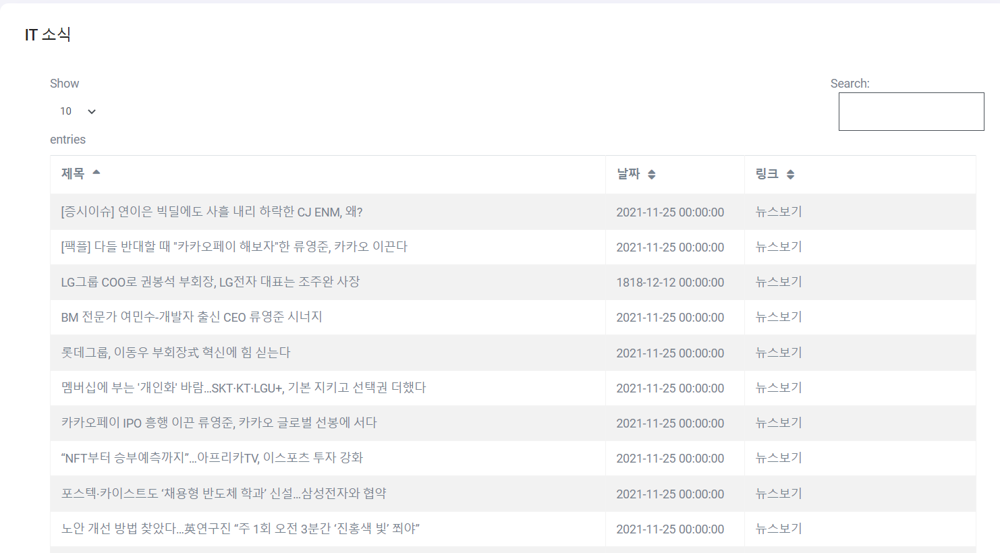 IT 소식
Show
Search:
10
entries
제목 날짜 링크
[증시이슈] 연이은 빅딜에도 사흘 내리 하락한 CJ ENM, 왜? 2021-11-25 00:00:00 뉴스보기
[팩플] 다들 반대할 때 "카카오페이 해보자"한 류영준, 카카오 이끈다 2021-11-25 00:00:00 뉴스보기
LG그룹 COO로 권봉석 부회장, LG전자 대표는 조주완 사장 1818-12-12 00:00:00 뉴스보기
BM 전문가 여민수-개발자 출신 CEO 류영준 시너지 2021-11-25 00:00:00 뉴스보기
롯데그룹, 이동우 부회장式 혁신에 힘 싣는다 2021-11-25 00:00:00 뉴스보기
멤버십에 부는 '개인화' 바람…SKT·KT·LGU+, 기본 지키고 선택권 더했다 2021-11-25 00:00:00 뉴스보기
카카오페이 IPO 흥행 이끈 류영준, 카카오 글로벌 선봉에 서다 2021-11-25 00:00:00 뉴스보기
“NFT부터 승부예측까지”…아프리카TV, 이스포츠 투자 강화 2021-11-25 00:00:00 뉴스보기
포스텍·카이스트도 ‘채용형 반도체 학과’ 신설…삼성전자와 협약 2021-11-25 00:00:00 뉴스보기
노안 개선 방법 찾았다…英연구진 “주 1회 오전 3분간 ‘진홍색 빛’ 쬐야” 2021-11-25 00:00:00 뉴스보기